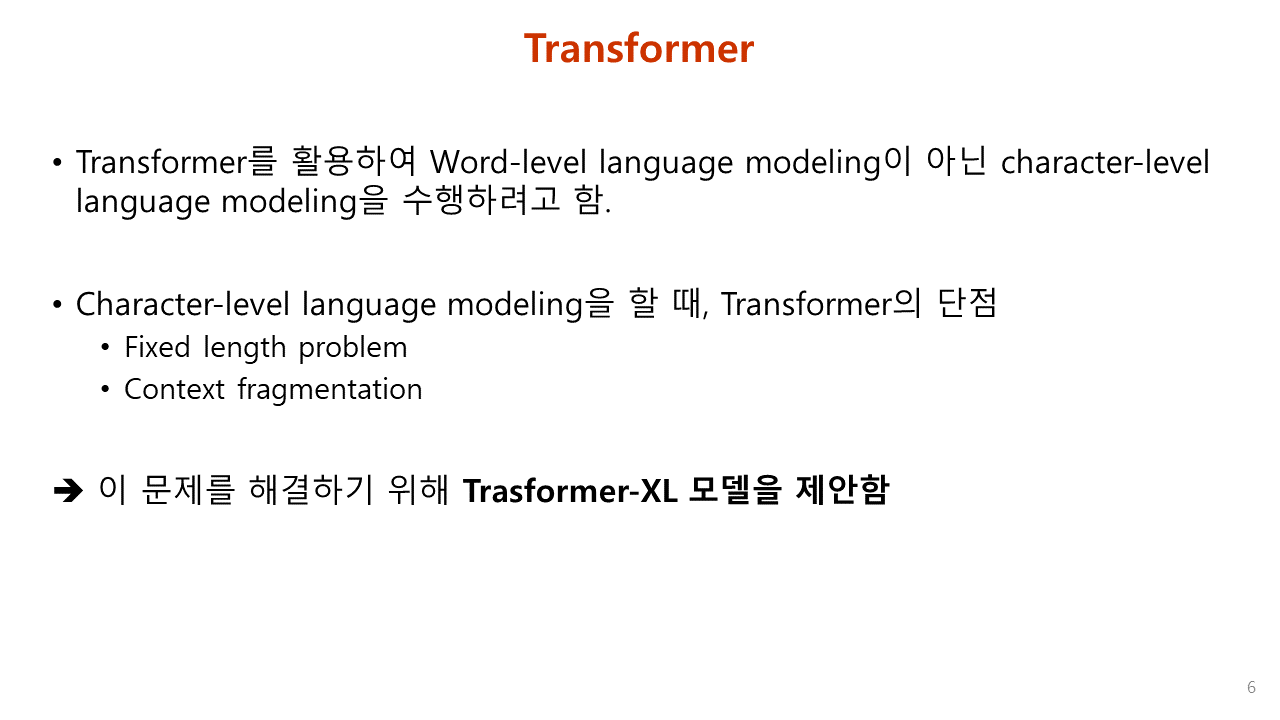 Transformer
• Transformer를 활용하여 Word-level language modeling이 아닌 character-level
language modeling을 수행하려고 함.
• Character-level language modeling을 할 때, Transformer의 단점
• Fixed length problem
• Context fragmentation
🡺 이 문제를 해결하기 위해 Trasformer-XL 모델을 제안함
6